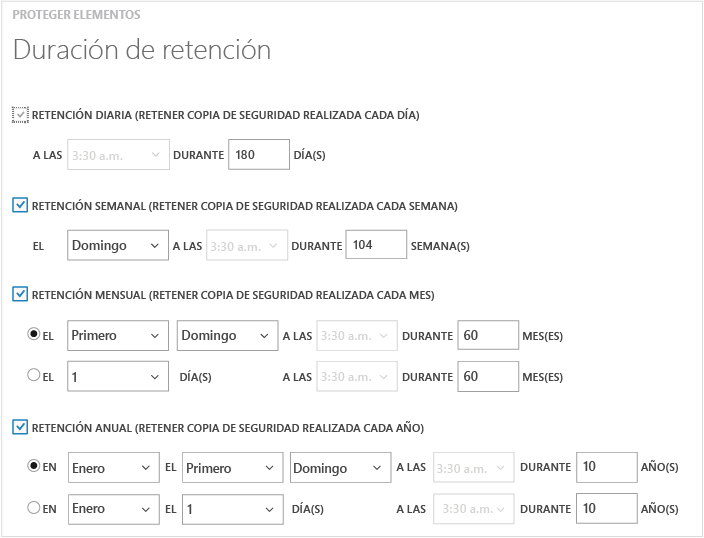 PROTEGER ELEMENTOS
Duración de retención
RETENCIÓN DIARIA (RETENER COPIA DE SEGURIDAD REALIZADA CADA DÍA)
A LAS 3:30 a.m. DURANTE 180 DÍA(S)
RETENCIÓN SEMANAL (RETENER COPIA DE SEGURIDAD REALIZADA CADA SEMANA)
EL Domingo A LAS 3:30 a.m. DURANTE 104 SEMANA(S)
RETENCIÓN MENSUAL (RETENER COPIA DE SEGURIDAD REALIZADA CADA MES)
EL Primero Domingo A LAS 3:30 a.m. DURANTE 60 MES(ES)
EL 1 DÍA(S) A LAS 3:30 a.m. DURANTE 60 MES(ES)
RETENCIÓN ANUAL (RETENER COPIA DE SEGURIDAD REALIZADA CADA AÑO)
EN Enero EL Primero Domingo A LAS 3:30 a.m. DURANTE 10 AÑO(S)
EN Enero EL 1 DÍA(S) A LAS 3:30 a.m. DURANTE 10 AÑO(S)